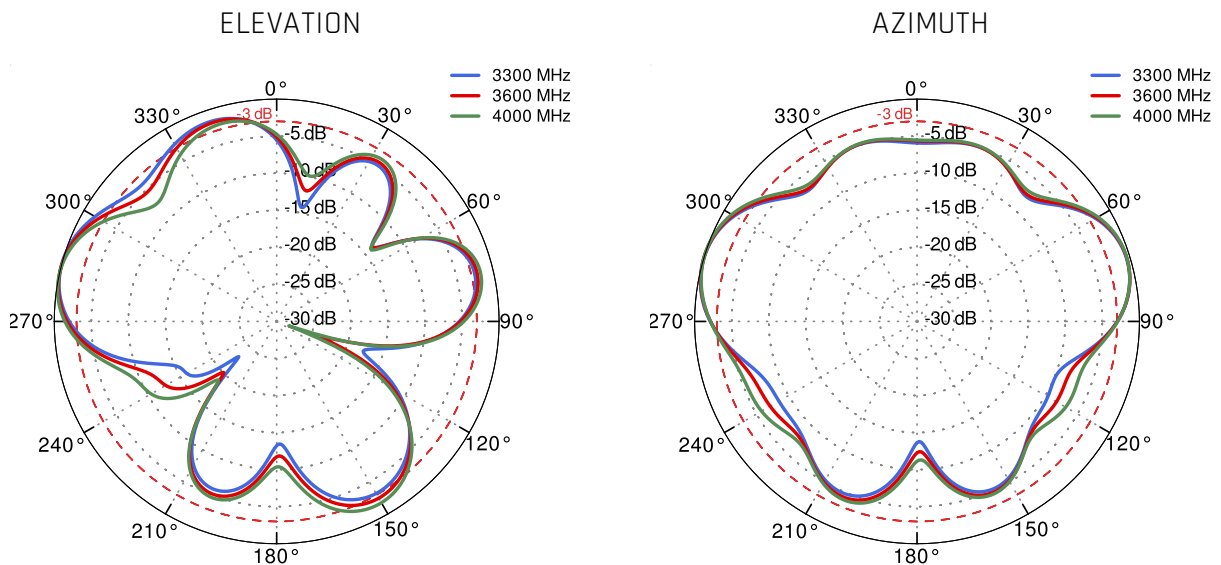 ELEVATION
3300 MHz
3600 MHz
4000 MHz
0°
-3 dB
330°
30°
-5 dB
-10 dB
300°
60°
-15 dB
-20 dB
-25 dB
270°
-30 dB
90°
240°
120°
210°
150°
180°
AZIMUTH
3300 MHz
3600 MHz
4000 MHz
0°
-3 dB
330°
30°
-5 dB
-10 dB
300°
60°
-15 dB
-20 dB
-25 dB
270°
-30 dB
90°
240°
120°
210°
150°
180°